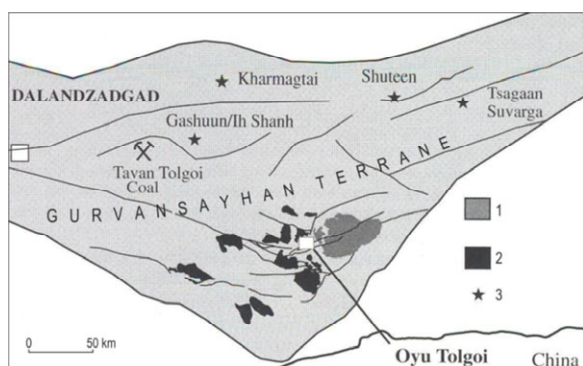 Kharmagtai
Shuteen
DALANDZADGAD
Tsagaan
Suvarga
Gashuun/Ih Shanh
Tavan Tolgoi
Coal
GURVANSAYHAN TERRANE
1
2
3
0 50 km
Oyu Tolgoi
China